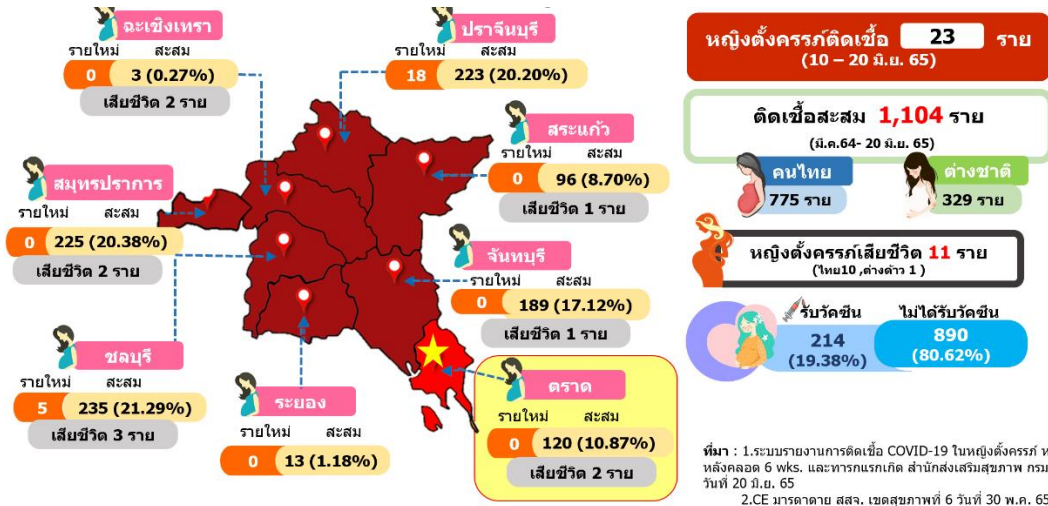 ฉะเชิงเทรา
รายใหม่ สะสม
0 3 (0.27%)
เสียชีวิต 2 ราย
ปราจีนบุรี
รายใหม่ สะสม
18 223 (20.20%)
สระแก้ว
รายใหม่ สะสม
0 96 (8.70%)
เสียชีวิต 1 ราย
สมุทรปราการ
รายใหม่ สะสม
0 225 (20.38%)
เสียชีวิต 2 ราย
จันทบุรี
รายใหม่ สะสม
0 189 (17.12%)
เสียชีวิต 1 ราย
ชลบุรี
รายใหม่ สะสม
5 235 (21.29%)
เสียชีวิต 3 ราย
ระยอง
รายใหม่ สะสม
0 13 (1.18%)
ตราด
รายใหม่ สะสม
0 120 (10.87%)
เสียชีวิต 2 ราย
หญิงตั้งครรภ์ติดเชื้อ 23 ราย
(10 – 20 มิ.ย. 65)
ติดเชื้อสะสม 1,104 ราย
(มี.ค.64- 20 มิ.ย. 65)
คนไทย
775 ราย
ต่างชาติ
329 ราย
หญิงตั้งครรภ์เสียชีวิต 11 ราย
(ไทย10 ,ต่างด้าว 1 )
รับวัคซีน
214
(19.38%)
ไม่ได้รับวัคซีน
890
(80.62%)
ที่มา : 1.ระบบรายงานการติดเชื้อ COVID-19 ในหญิงตั้งครรภ์
หลังคลอด 6 wks. และทารกแรกเกิด สำนักส่งเสริมสุขภาพ กรม
วันที่ 20 มิ.ย. 65
2.CE มารดาตาย สสจ. เขตสุขภาพที่ 6 วันที่ 30 พ.ค. 65